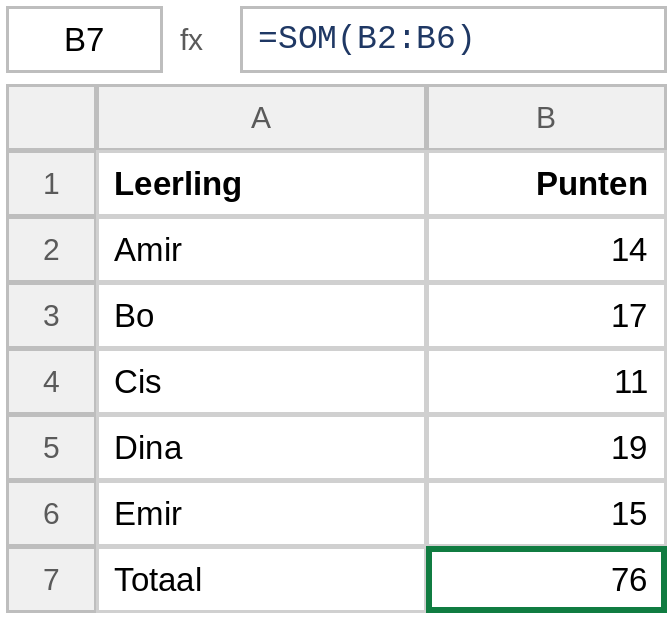 B7 fx =SOM(B2:B6)
A B
1 Leerling Punten
2 Amir 14
3 Bo 17
4 Cis 11
5 Dina 19
6 Emir 15
7 Totaal 76